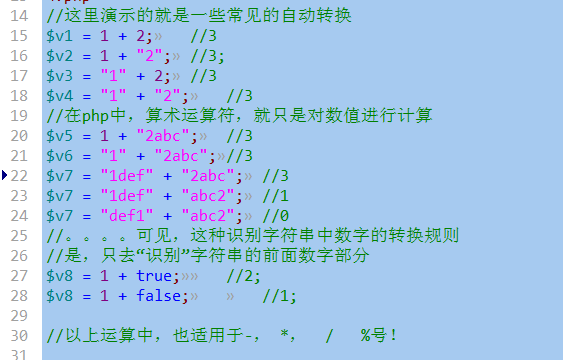 14 //这里演示的就是一些常见的自动转换
15 $v1 = 1 + 2;» //3
16 $v2 = 1 + "2";» //3;
17 $v3 = "1" + 2;» //3
18 $v4 = "1" + "2";» //3
19 //在php中, 算术运算符, 就只是对数值进行计算
20 $v5 = 1 + "2abc";» //3
21 $v6 = "1" + "2abc";»//3
22 $v7 = "1def" + "2abc";» //3
23 $v7 = "1def" + "abc2";» //1
24 $v7 = "def1" + "abc2";» //0
25 //。。。。可见, 这种识别字符串中数字的转换规则
26 //是, 只去“识别”字符串的前面数字部分
27 $v8 = 1 + true;»» //2;
28 $v8 = 1 + false;» » //1;
29
30 //以上运算中, 也适用于-, *, / %号!
31